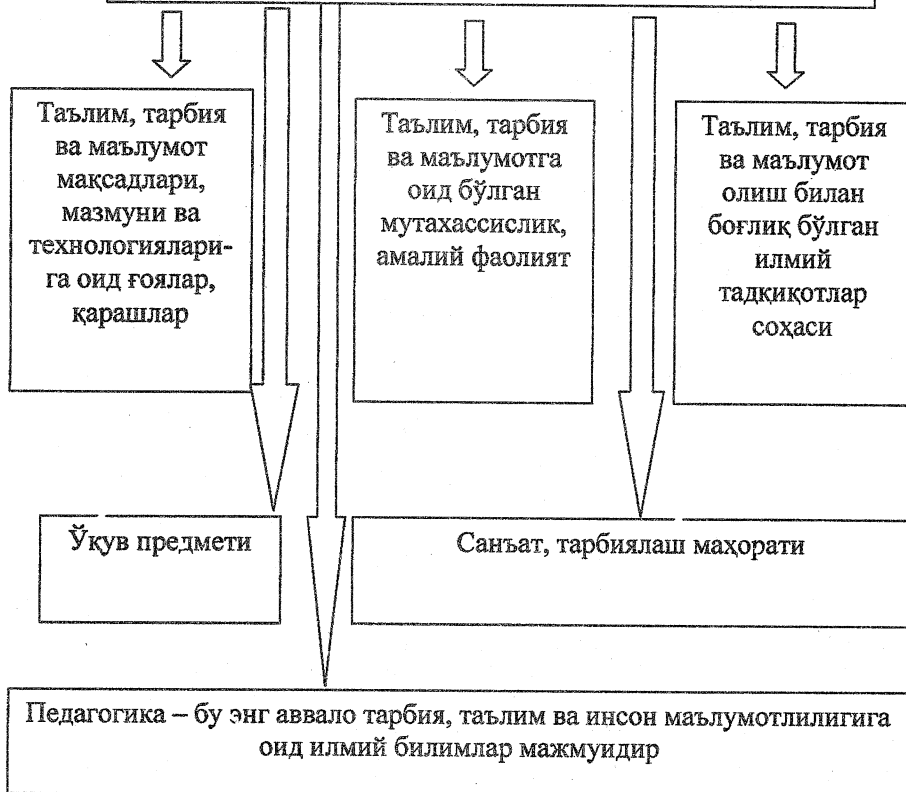 Таълим, тарбия
ва маълумот
мақсадлари,
мазмуни ва
технологиялари-
га оид ғоялар,
қарашлар
Таълим, тарбия
ва маълумотга
оид бўлган
мутахассислик,
амалий фаолият
Таълим, тарбия
ва маълумот
олиш билан
боғлиқ бўлган
илмий
тадқиқотлар
соҳаси
Ўқув предмети
Санъат, тарбиялаш маҳорати
Педагогика – бу энг аввало тарбия, таълим ва инсон маълумотлилигига
оид илмий билимлар мажмуидир